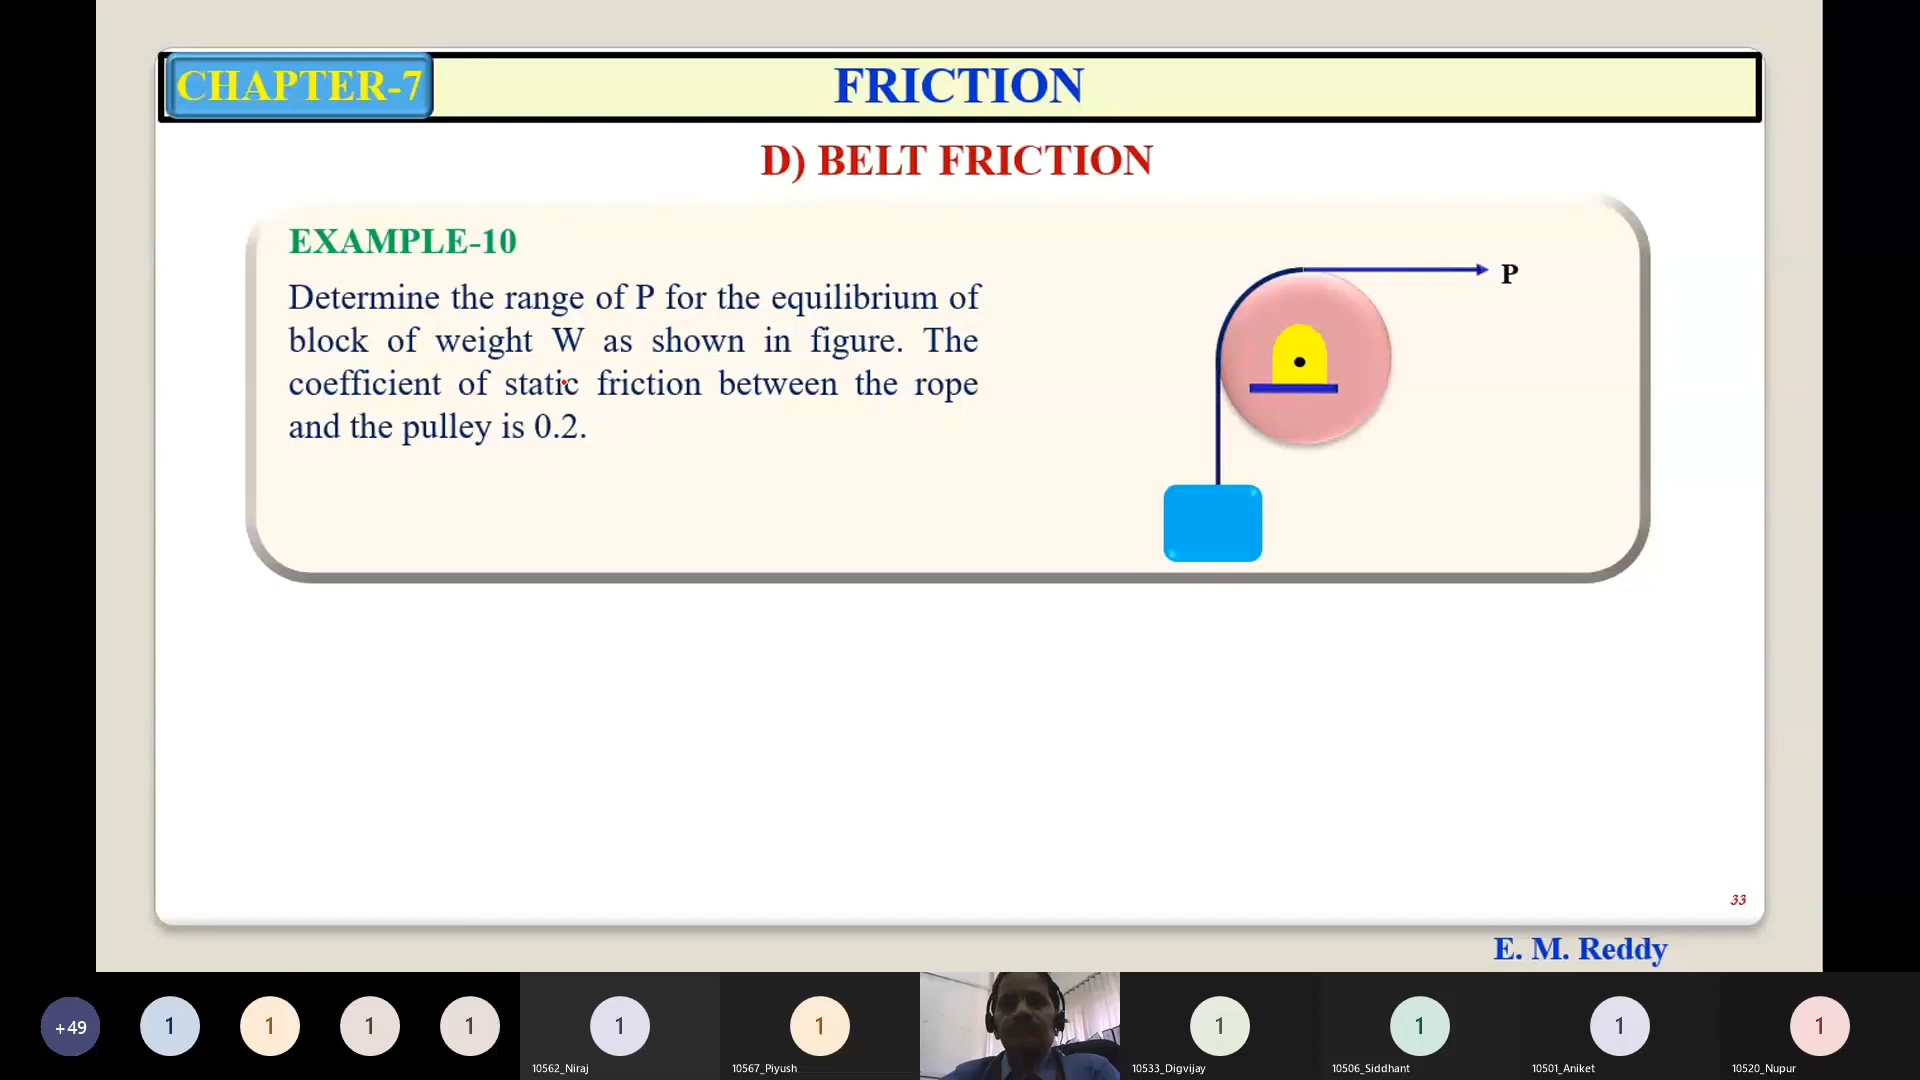 CHAPTER-7
FRICTION
D) BELT FRICTION
EXAMPLE-10
Determine the range of P for the equilibrium of
block of weight W as shown in figure. The
coefficient of static friction between the rope
and the pulley is 0.2.
P
33
E. M. Reddy
+49
1
1
1
1
1
1
1
1
1
1
10562_Niraj
10567_Piyush
10533_Digvijay
10506_Siddhant
10501_Aniket
10520_Nupur